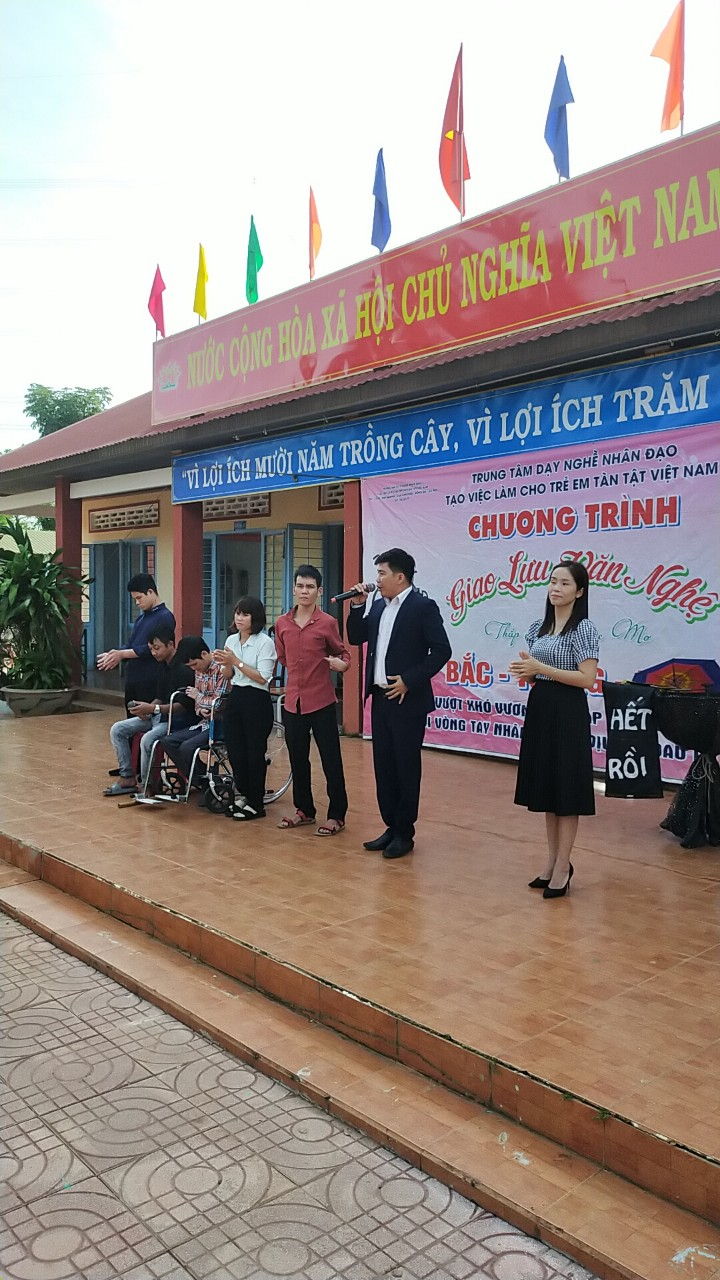 NƯỚC CỘNG HÒA XÃ HỘI CHỦ NGHĨA VIỆT NAM
"VÌ LỢI ÍCH MƯỜI NĂM TRỒNG CÂY, VÌ LỢI ÍCH TRĂM
TRUNG TÂM DẠY NGHỀ NHÂN ĐẠO
TẠO VIỆC LÀM CHO TRẺ EM TÀN TẬT VIỆT NAM
CHƯƠNG TRÌNH
Giao Lưu Văn Nghệ
Thắp Mơ
BẮC -
VƯỢT KHÓ VƯƠN
VÒNG TAY NHÂN
HẾT
RỒI